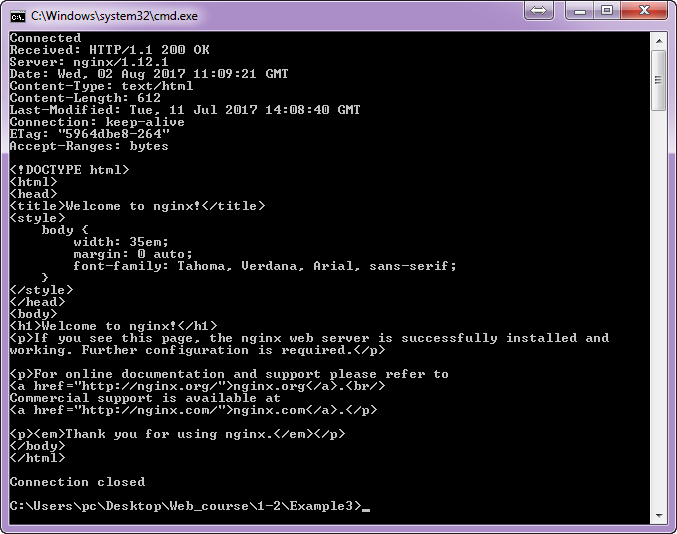 C:\Windows\system32\cmd.exe
Connected
Received: HTTP/1.1 200 OK
Server: nginx/1.12.1
Date: Wed, 02 Aug 2017 11:09:21 GMT
Content-Type: text/html
Content-Length: 612
Last-Modified: Tue, 11 Jul 2017 14:08:40 GMT
Connection: keep-alive
ETag: "5964dbe8-264"
Accept-Ranges: bytes
<!DOCTYPE html>
<html>
<head>
<title>Welcome to nginx!</title>
<style>
    body {
        width: 35em;
        margin: 0 auto;
        font-family: Tahoma, Verdana, Arial, sans-serif;
    }
</style>
</head>
<body>
<h1>Welcome to nginx!</h1>
<p>If you see this page, the nginx web server is successfully installed and
working. Further configuration is required.</p>
<p>For online documentation and support please refer to
<a href="http://nginx.org/">nginx.org</a>.<br/>
Commercial support is available at
<a href="http://nginx.com/">nginx.com</a>.</p>
<p><em>Thank you for using nginx.</em></p>
</body>
</html>
Connection closed
C:\Users\pc\Desktop\Web_course\1-2\Example3>_